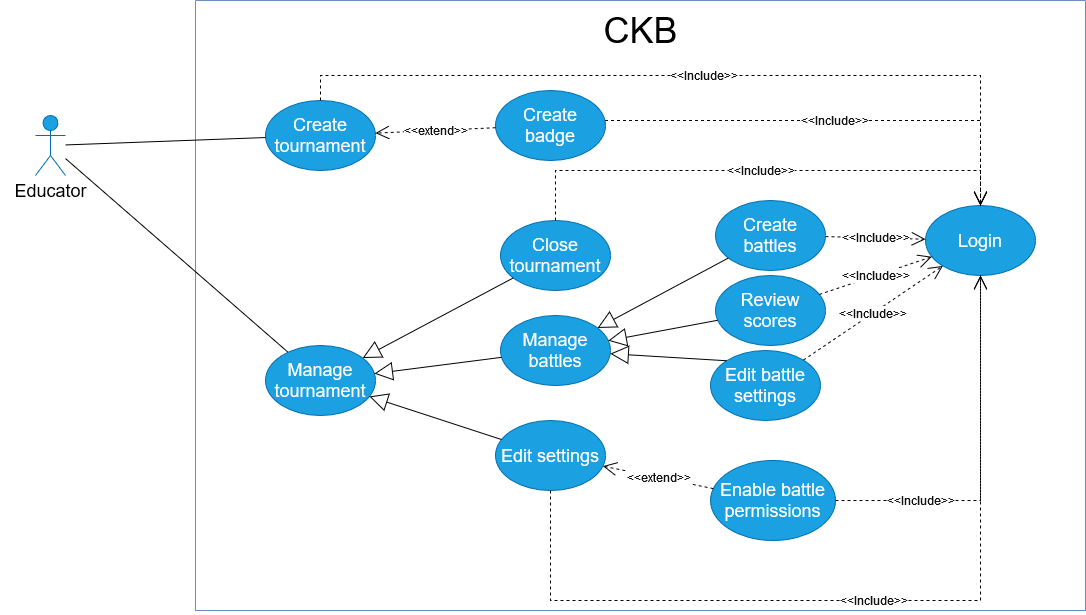 CKB
<<Include>>
Create
tournament
<<extend>>
Create
badge
<<Include>>
Educator
<<Include>>
Close
tournament
Create
battles
<<Include>>
Login
Review
scores
<<Include>>
<<Include>>
Manage
battles
Edit battle
settings
Manage
tournament
Edit settings
<<extend>>
Enable battle
permissions
<<Include>>
<<Include>>